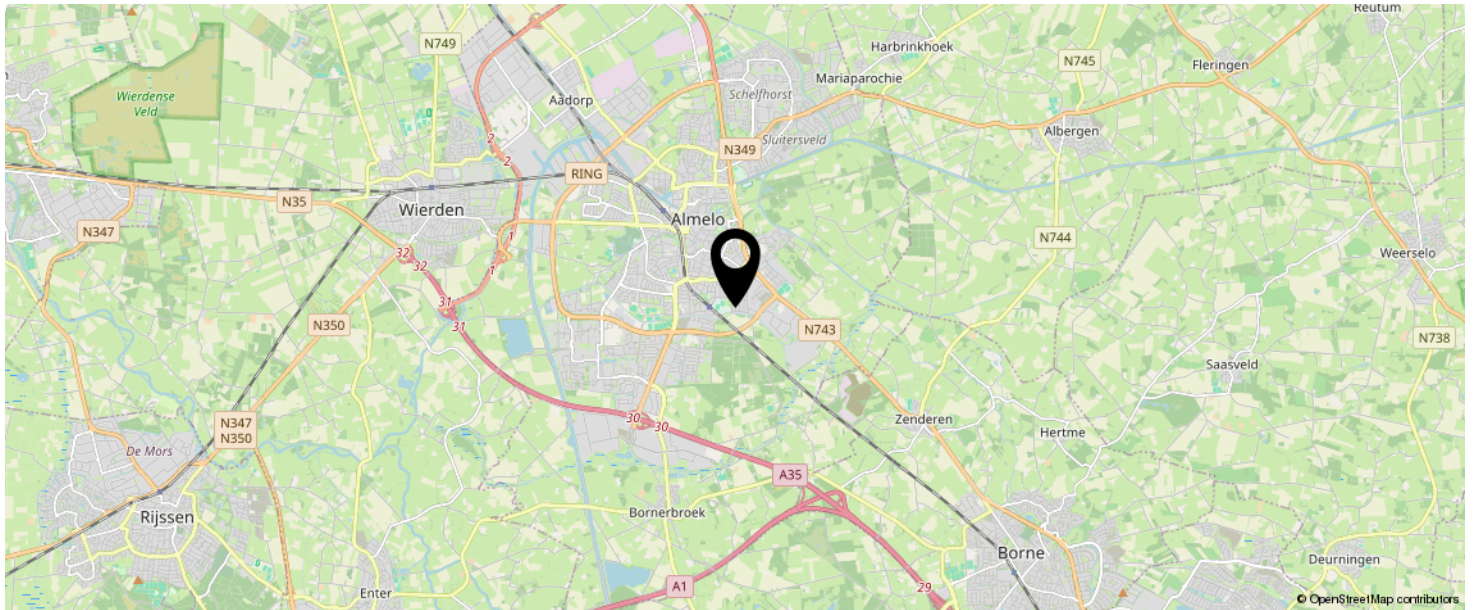 Reutum
N749
Harbrinkhoek
N745
Fleringen
Mariaparochie
Wierdense
Veld
Aadorp
Schelfhorst
Albergen
Sluitersveld
2
2
N349
RING
N35
Wierden
Almelo
N347
1
N744
Weerselo
32
32
1
31
31
N350
N743
N738
Saasveld
30
30
Zenderen
N347
N350
Hertme
De Mors
A35
Rijssen
Bornerbroek
Borne
Deurningen
A1
29
Enter
© OpenStreetMap contributors